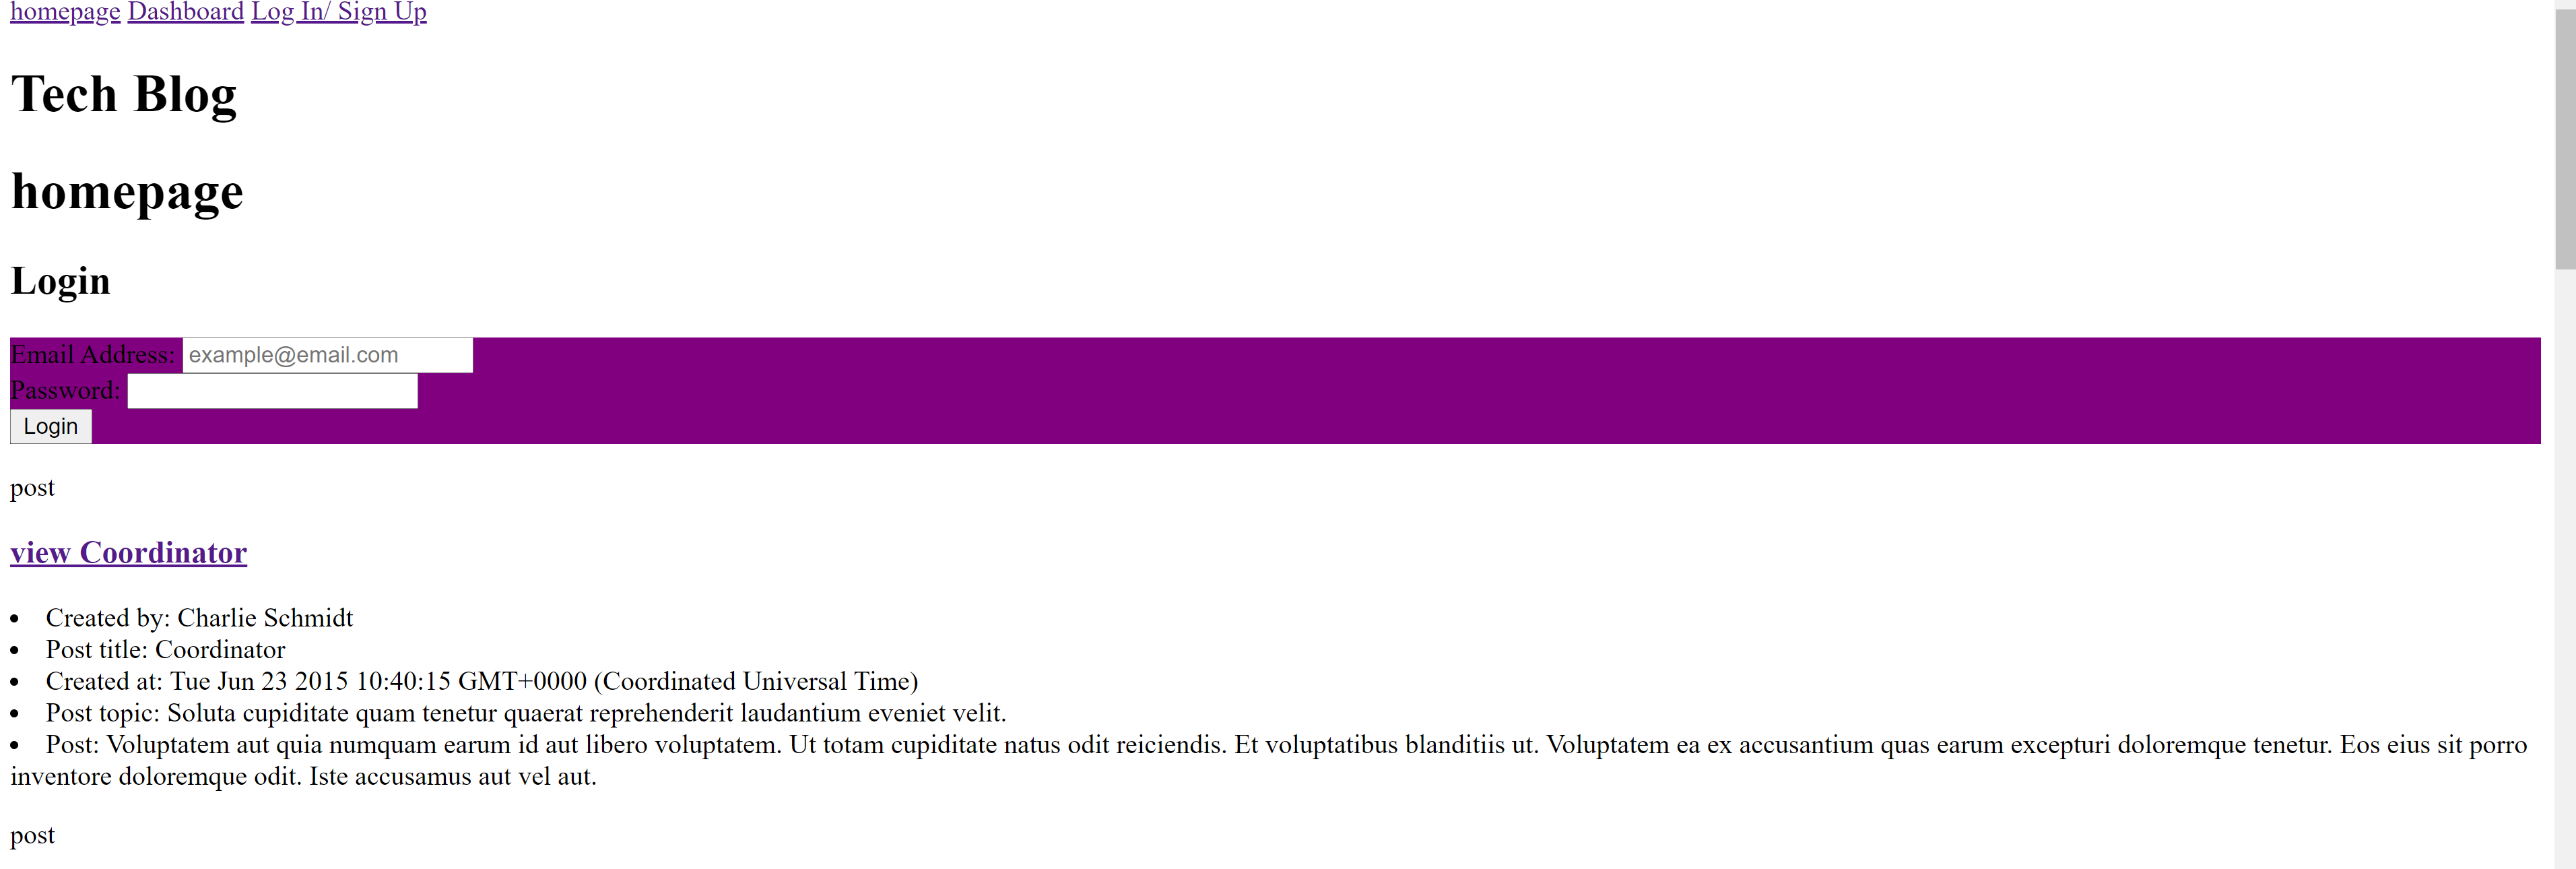 homepage Dashboard Log In/ Sign Up
Tech Blog
homepage
Login
Email Address: example@email.com
Password:
Login
post
view Coordinator
• Created by: Charlie Schmidt
• Post title: Coordinator
• Created at: Tue Jun 23 2015 10:40:15 GMT+0000 (Coordinated Universal Time)
• Post topic: Soluta cupiditate quam tenetur quaerat reprehenderit laudantium eveniet velit.
• Post: Voluptatem aut quia numquam earum id aut libero voluptatem. Ut totam cupiditate natus odit reiciendis. Et voluptatibus blanditiis ut. Voluptatem ea ex accusantium quas earum excepturi doloremque tenetur. Eos eius sit porro
inventore doloremque odit. Iste accusamus aut vel aut.
post